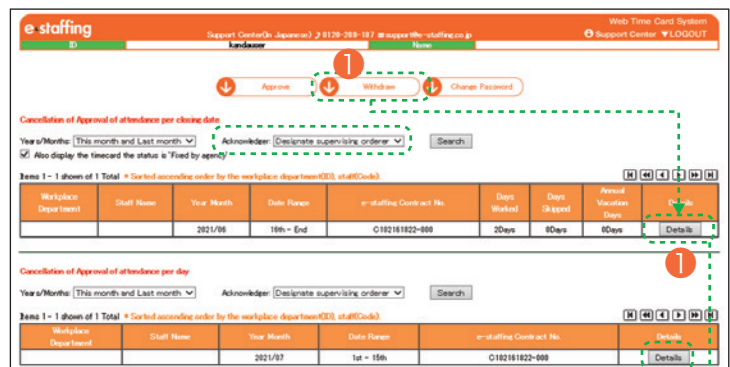 e-staffing
Web Time Card System
Support Center(In Japanese) 0120-288-187 support@e-staffing.co.jp
Support Center ▼LOGOUT
ID kandauser Name
1
Approve Withdraw Change Password
Cancellation of Approval of attendance per closing date
Years/Months: This month and Last month Acknowledger: Designate supervising orderer Search
Also display the timecard the status is "Fixed by agency"
Items 1 - 1 shown of 1 Total * Sorted ascending order by the workplace department(ID), staff(Code).
Workplace Department Staff Name Year Month Date Range e-staffing Contract No. Days Worked Days Skipped Annual Vacation Days Details
2021/06 16th - End C102161822-000 2Days 0Days 0Days Details
1
Cancellation of Approval of attendance per day
Years/Months: This month and Last month Acknowledger: Designate supervising orderer Search
Items 1 - 1 shown of 1 Total * Sorted ascending order by the workplace department(ID), staff(Code).
Workplace Department Staff Name Year Month Date Range e-staffing Contract No. Details
2021/07 1st - 15th C102161822-000 Details